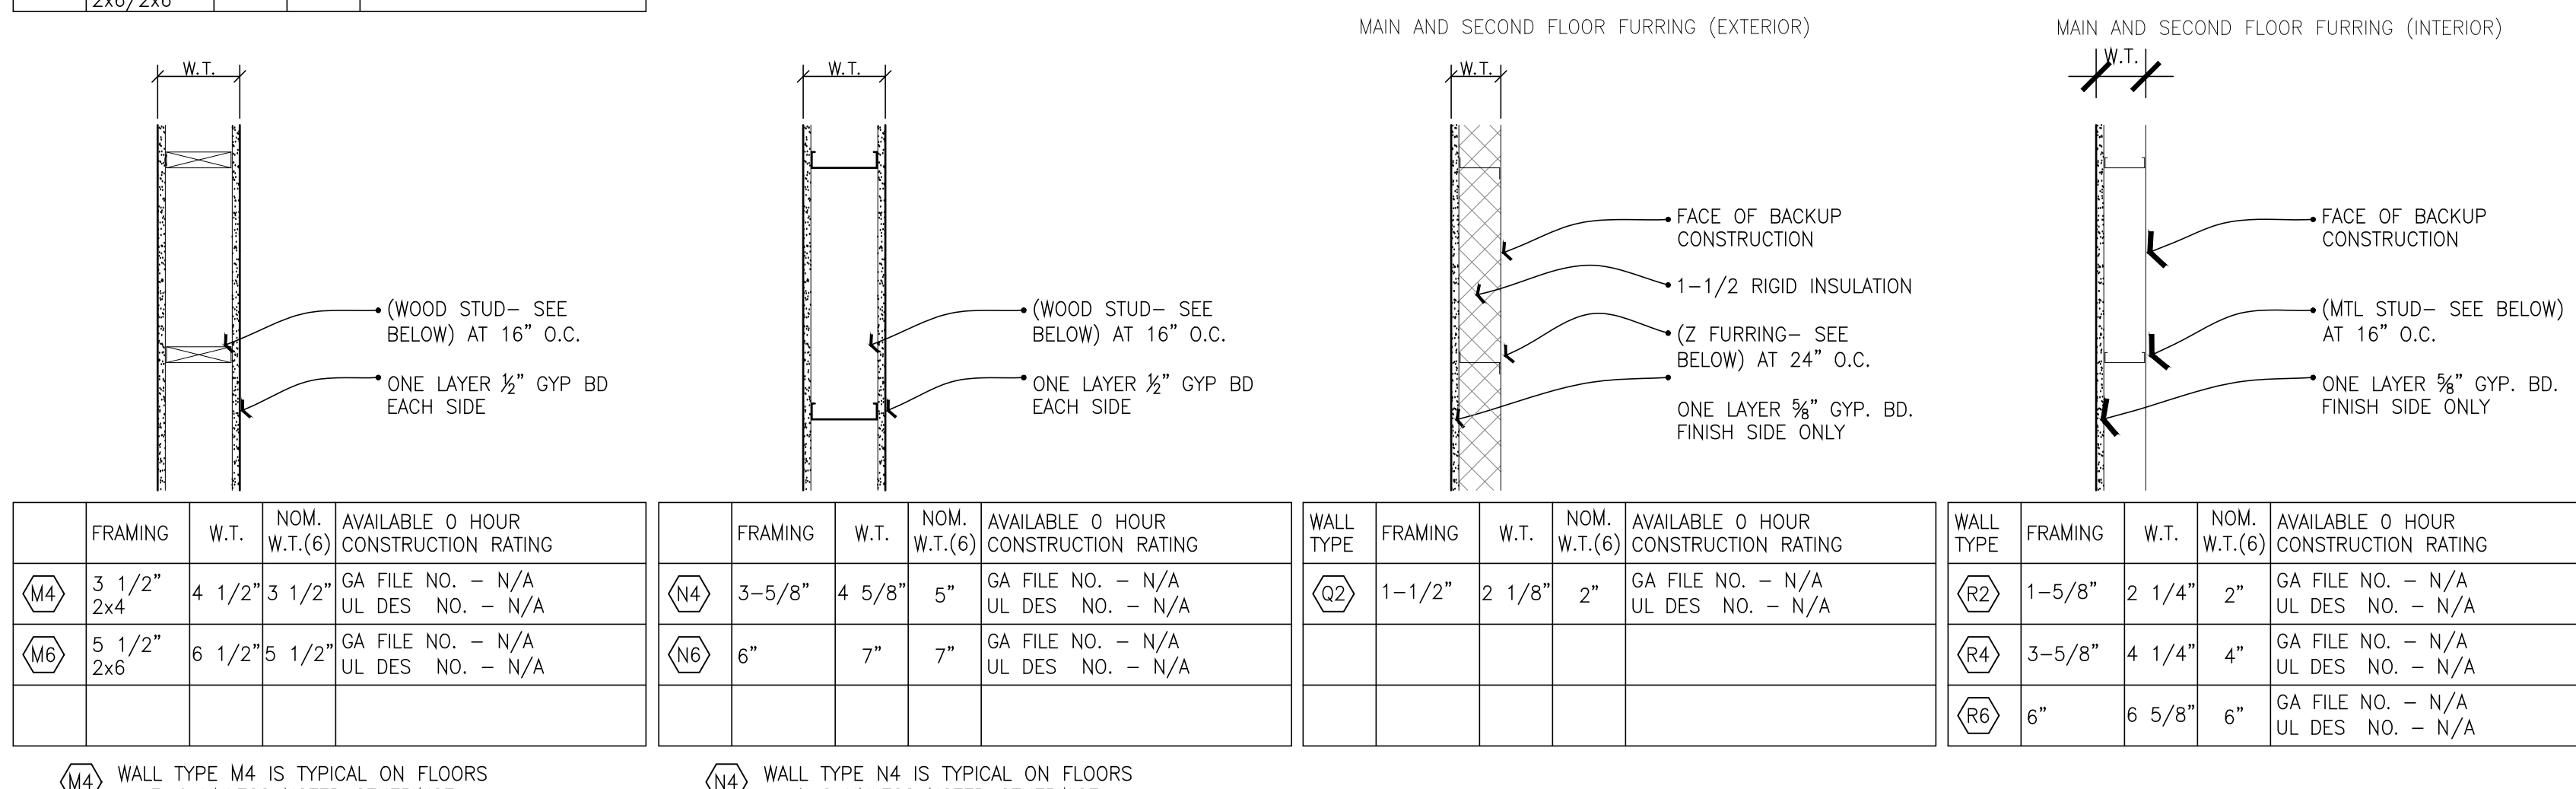 2x6/2x6
MAIN AND SECOND FLOOR FURRING (EXTERIOR)
MAIN AND SECOND FLOOR FURRING (INTERIOR)
W.T.
(WOOD STUD– SEE
BELOW) AT 16” O.C.
ONE LAYER ½” GYP BD
EACH SIDE
W.T.
(WOOD STUD– SEE
BELOW) AT 16” O.C.
ONE LAYER ½” GYP BD
EACH SIDE
W.T.
FACE OF BACKUP
CONSTRUCTION
1–1/2 RIGID INSULATION
(Z FURRING– SEE
BELOW) AT 24” O.C.
ONE LAYER ⅝” GYP. BD.
FINISH SIDE ONLY
W.T.
FACE OF BACKUP
CONSTRUCTION
(MTL STUD– SEE BELOW)
AT 16” O.C.
ONE LAYER ⅝” GYP. BD.
FINISH SIDE ONLY
FRAMING W.T. NOM. W.T.(6) AVAILABLE 0 HOUR
CONSTRUCTION RATING
M4 3 1/2” 2x4 4 1/2” 3 1/2” GA FILE NO. – N/A
UL DES NO. – N/A
M6 5 1/2” 2x6 6 1/2” 5 1/2” GA FILE NO. – N/A
UL DES NO. – N/A
M4 WALL TYPE M4 IS TYPICAL ON FLOORS
FRAMING W.T. NOM. W.T.(6) AVAILABLE 0 HOUR
CONSTRUCTION RATING
N4 3–5/8” 4 5/8” 5” GA FILE NO. – N/A
UL DES NO. – N/A
N6 6” 7” 7” GA FILE NO. – N/A
UL DES NO. – N/A
N4 WALL TYPE N4 IS TYPICAL ON FLOORS
WALL TYPE FRAMING W.T. NOM. W.T.(6) AVAILABLE 0 HOUR
CONSTRUCTION RATING
Q2 1–1/2” 2 1/8” 2” GA FILE NO. – N/A
UL DES NO. – N/A
WALL TYPE FRAMING W.T. NOM. W.T.(6) AVAILABLE 0 HOUR
CONSTRUCTION RATING
R2 1–5/8” 2 1/4” 2” GA FILE NO. – N/A
UL DES NO. – N/A
R4 3–5/8” 4 1/4” 4” GA FILE NO. – N/A
UL DES NO. – N/A
R6 6” 6 5/8” 6” GA FILE NO. – N/A
UL DES NO. – N/A